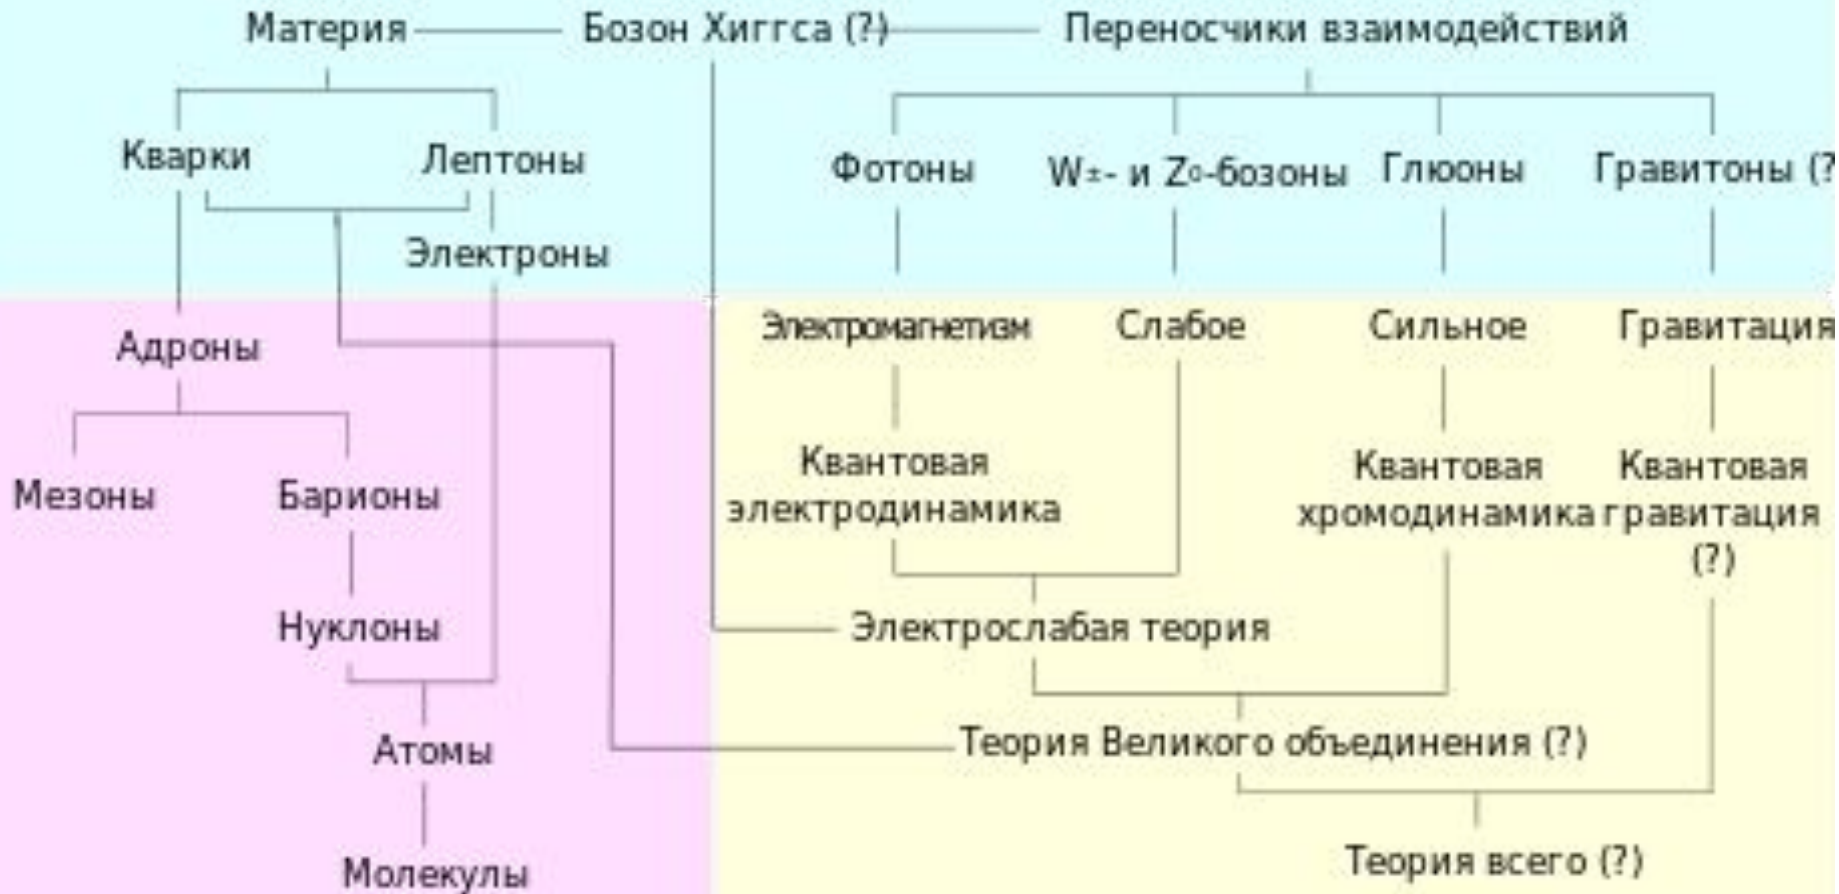 Материя Бозон Хиггса (?) Переносчики взаимодействий
Кварки Лептоны Фотоны W±- и Z0-бозоны Глюоны Гравитоны (?
Электроны
Адроны Электромагнетизм Слабое Сильное Гравитация
Мезоны Барионы Квантовая Квантовая Квантовая
электродинамика хромодинамика гравитация
(?)
Нуклоны Электрослабая теория
Атомы Теория Великого объединения (?)
Молекулы Теория всего (?)